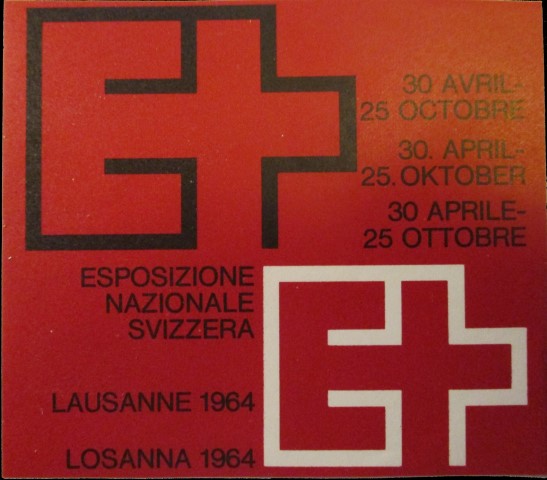 30 AVRIL-
25 OCTOBRE
30. APRIL-
25. OKTOBER
30 APRILE-
25 OTTOBRE
ESPOSIZIONE
NAZIONALE
SVIZZERA
LAUSANNE 1964
LOSANNA 1964